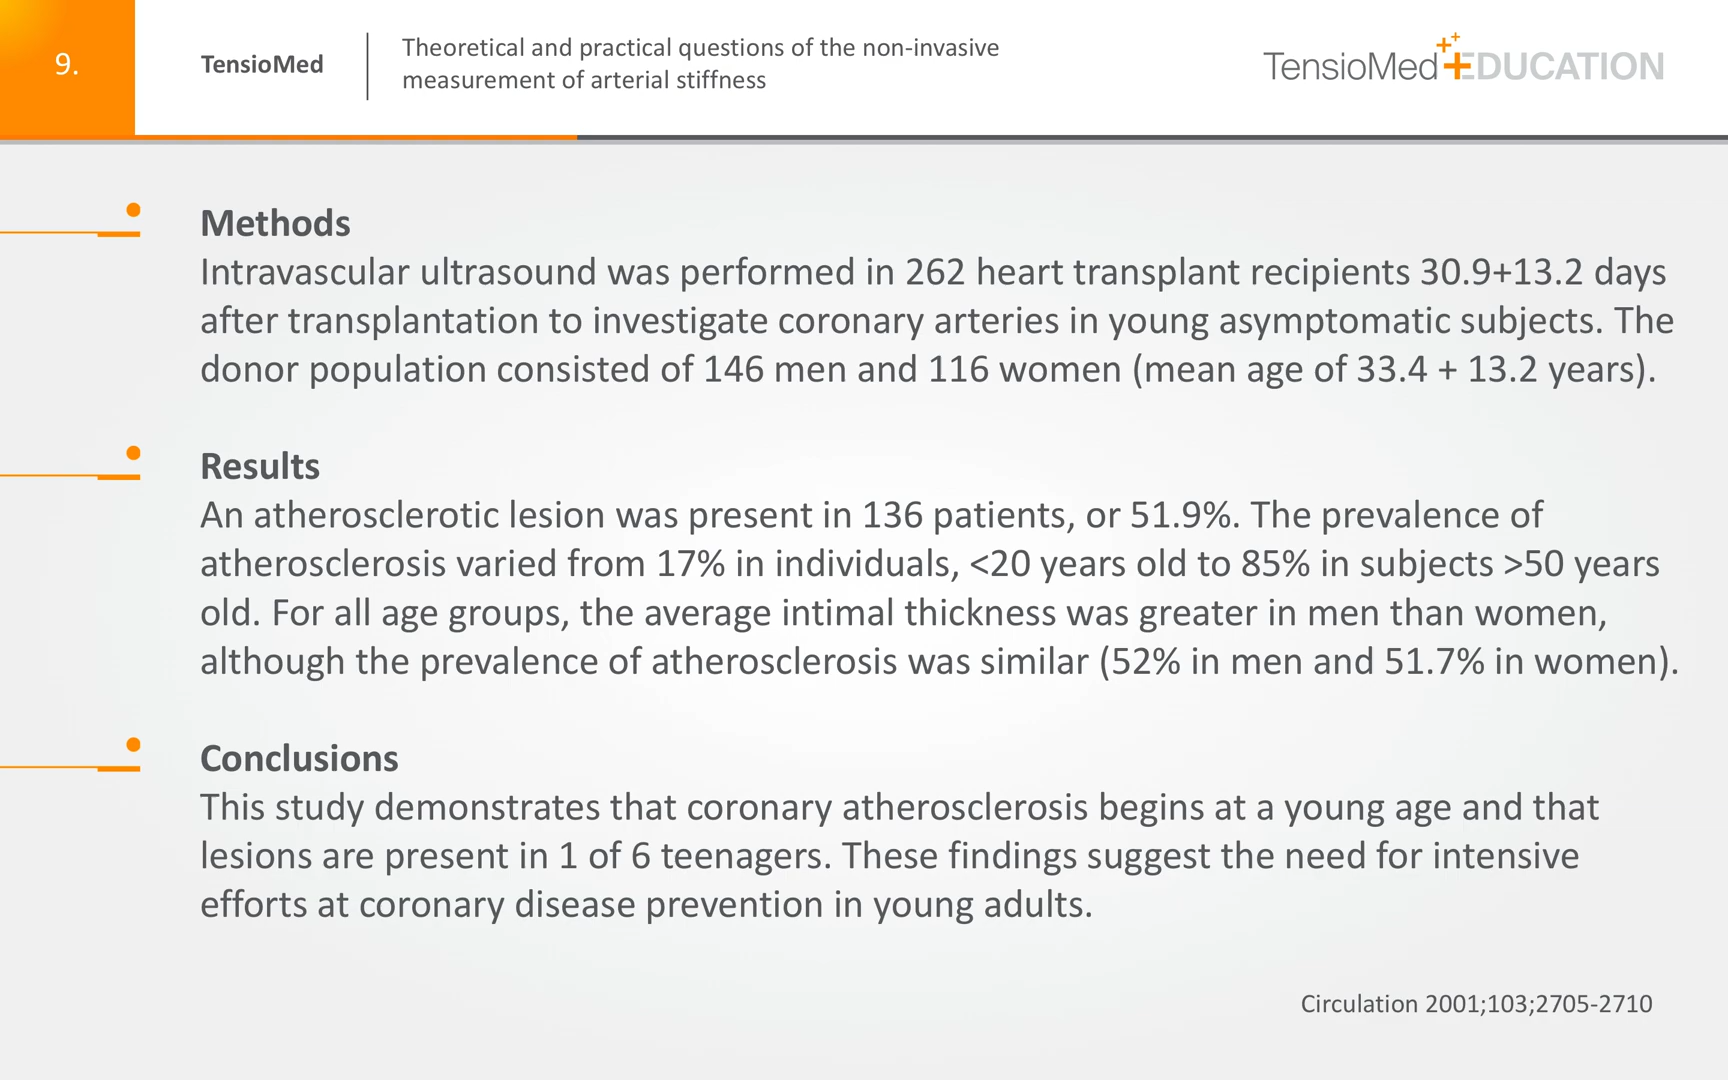 9.
TensioMed
Theoretical and practical questions of the non-invasive
measurement of arterial stiffness
TensioMed EDUCATION
Methods
Intravascular ultrasound was performed in 262 heart transplant recipients 30.9+13.2 days
after transplantation to investigate coronary arteries in young asymptomatic subjects. The
donor population consisted of 146 men and 116 women (mean age of 33.4 + 13.2 years).
Results
An atherosclerotic lesion was present in 136 patients, or 51.9%. The prevalence of
atherosclerosis varied from 17% in individuals, <20 years old to 85% in subjects >50 years
old. For all age groups, the average intimal thickness was greater in men than women,
although the prevalence of atherosclerosis was similar (52% in men and 51.7% in women).
Conclusions
This study demonstrates that coronary atherosclerosis begins at a young age and that
lesions are present in 1 of 6 teenagers. These findings suggest the need for intensive
efforts at coronary disease prevention in young adults.
Circulation 2001;103;2705-2710